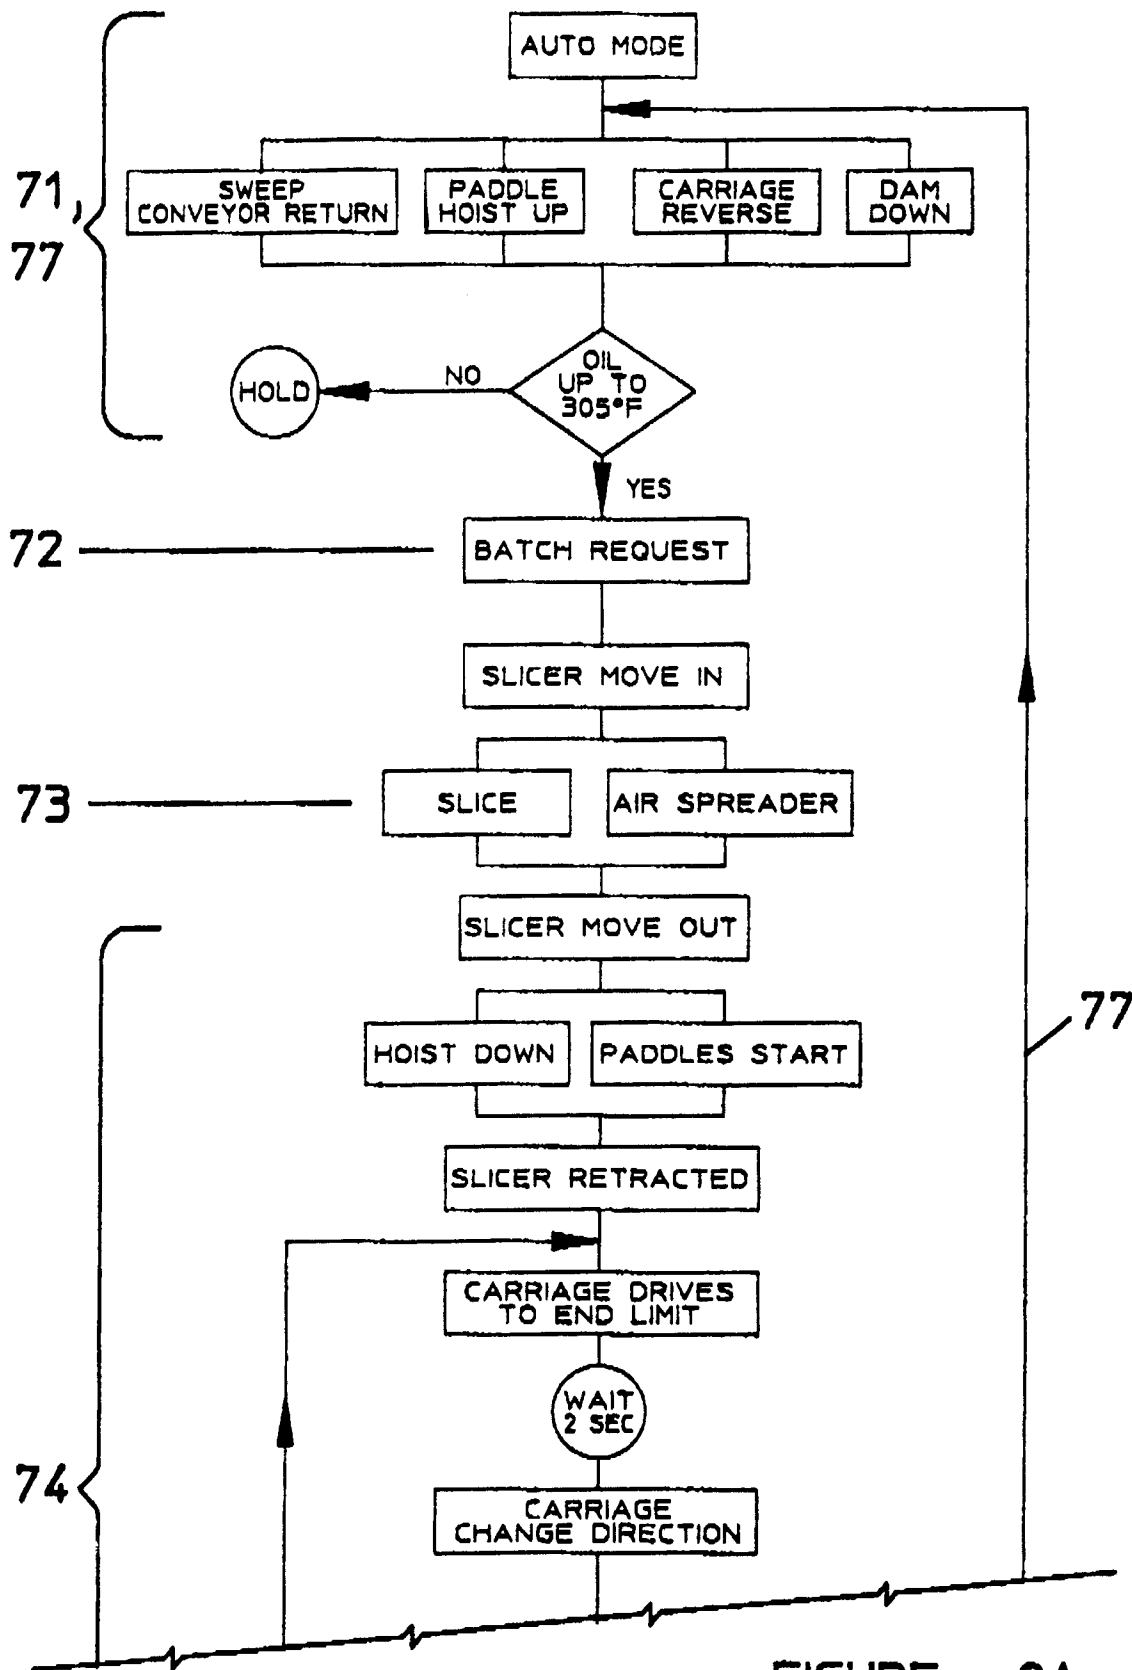 AUTO MODE
71,
77
SWEEP
CONVEYOR RETURN
PADDLE
HOIST UP
CARRIAGE
REVERSE
DAM
DOWN
HOLD
NO
OIL
UP TO
305°F
YES
72
BATCH REQUEST
SLICER MOVE IN
73
SLICE
AIR SPREADER
SLICER MOVE OUT
77
HOIST DOWN
PADDLES START
SLICER RETRACTED
CARRIAGE DRIVES
TO END LIMIT
WAIT
2 SEC
74
CARRIAGE
CHANGE DIRECTION